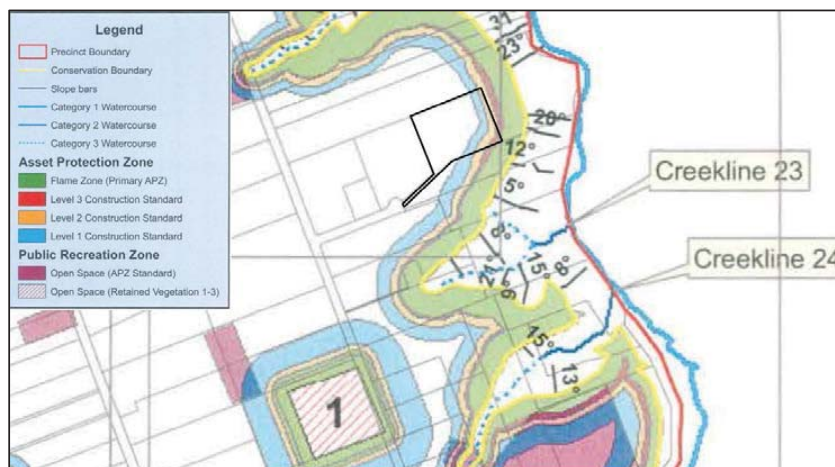 Legend
Precinct Boundary
Conservation Boundary
Slope bars
Category 1 Watercourse
Category 2 Watercourse
Category 3 Watercourse
Asset Protection Zone
Flame Zone (Primary APZ)
Level 3 Construction Standard
Level 2 Construction Standard
Level 1 Construction Standard
Public Recreation Zone
Open Space (APZ Standard)
Open Space (Retained Vegetation 1-3)
31
23°
20°
12°
5°
Creekline 23
8°
Creekline 24
21°
15°
8°
15°
13°
1